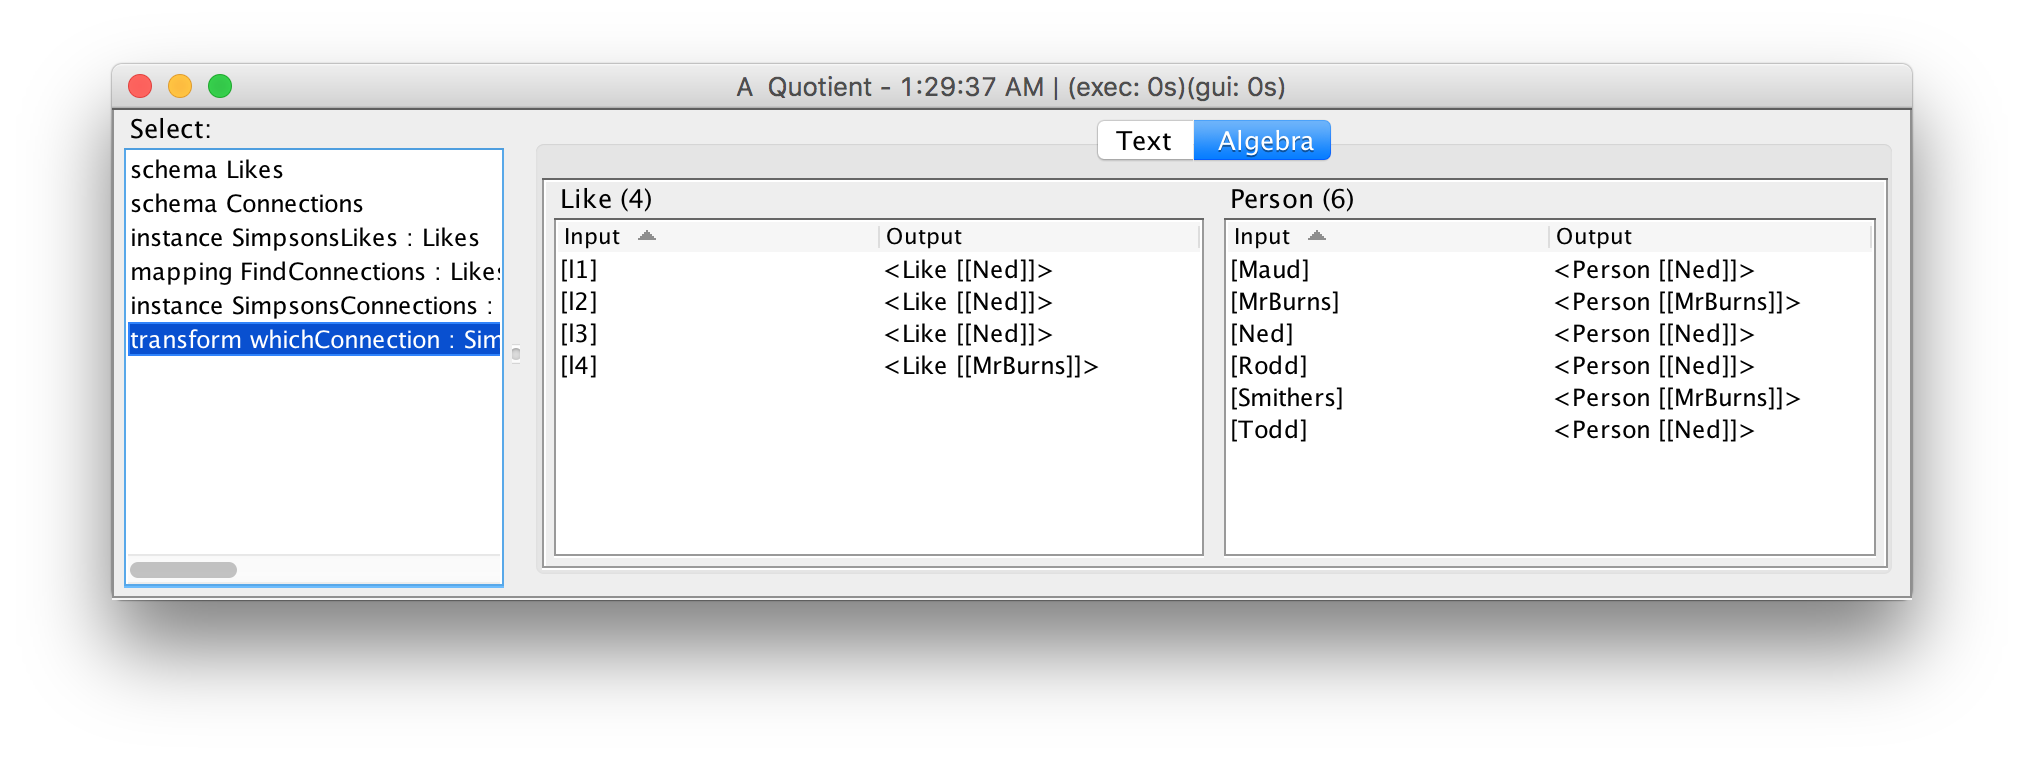 A Quotient - 1:29:37 AM | (exec: 0s)(gui: 0s)
Select:
schema Likes
schema Connections
instance SimpsonsLikes : Likes
mapping FindConnections : Likes
instance SimpsonsConnections :
transform whichConnection : Sim
Text Algebra
Like (4)
Input Output
[l1] <Like [[Ned]]>
[l2] <Like [[Ned]]>
[l3] <Like [[Ned]]>
[l4] <Like [[MrBurns]]>
Person (6)
Input Output
[Maud] <Person [[Ned]]>
[MrBurns] <Person [[MrBurns]]>
[Ned] <Person [[Ned]]>
[Rodd] <Person [[Ned]]>
[Smithers] <Person [[MrBurns]]>
[Todd] <Person [[Ned]]>